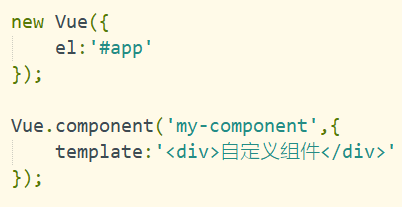 new Vue({
    el:'#app'
});

Vue.component('my-component',{
    template:'<div>自定义组件</div>'
});